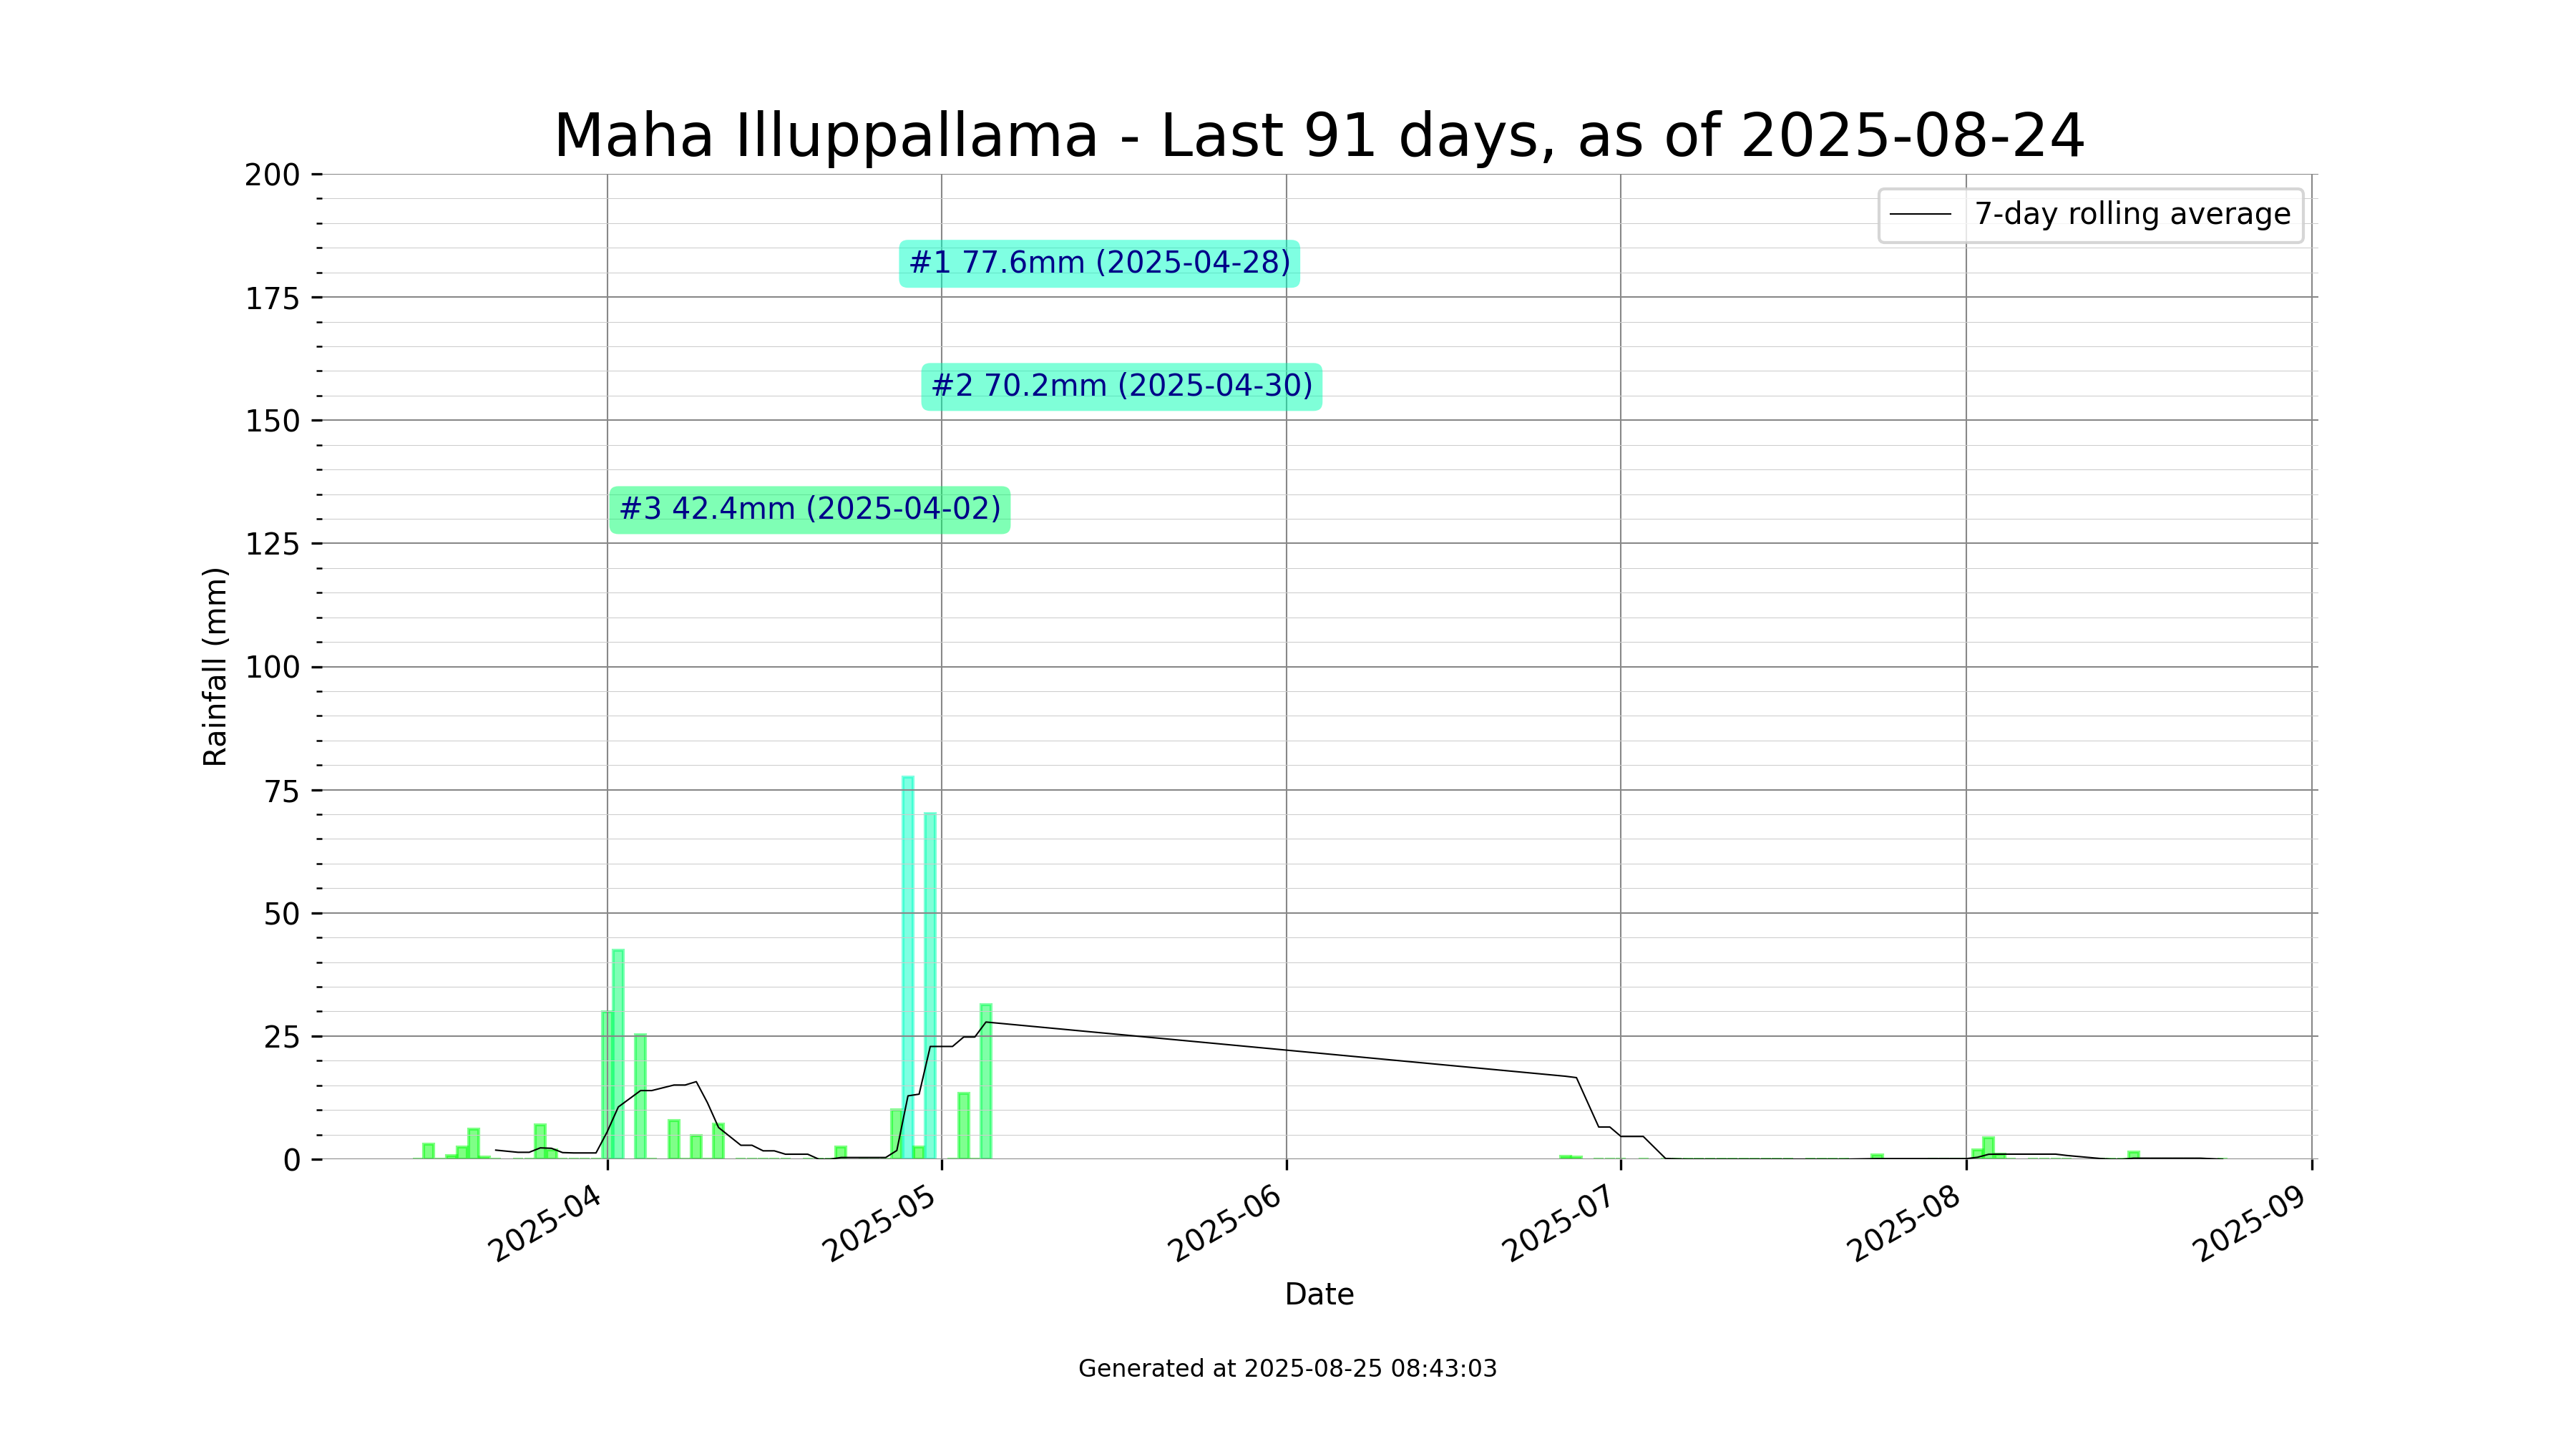 Maha Illuppallama - Last 91 days, as of 2025-08-24
200
175
150
125
100
75
50
25
0
Rainfall (mm)
7-day rolling average
#1 77.6mm (2025-04-28)
#2 70.2mm (2025-04-30)
#3 42.4mm (2025-04-02)
2025-04
2025-05
2025-06
2025-07
2025-08
2025-09
Date
Generated at 2025-08-25 08:43:03